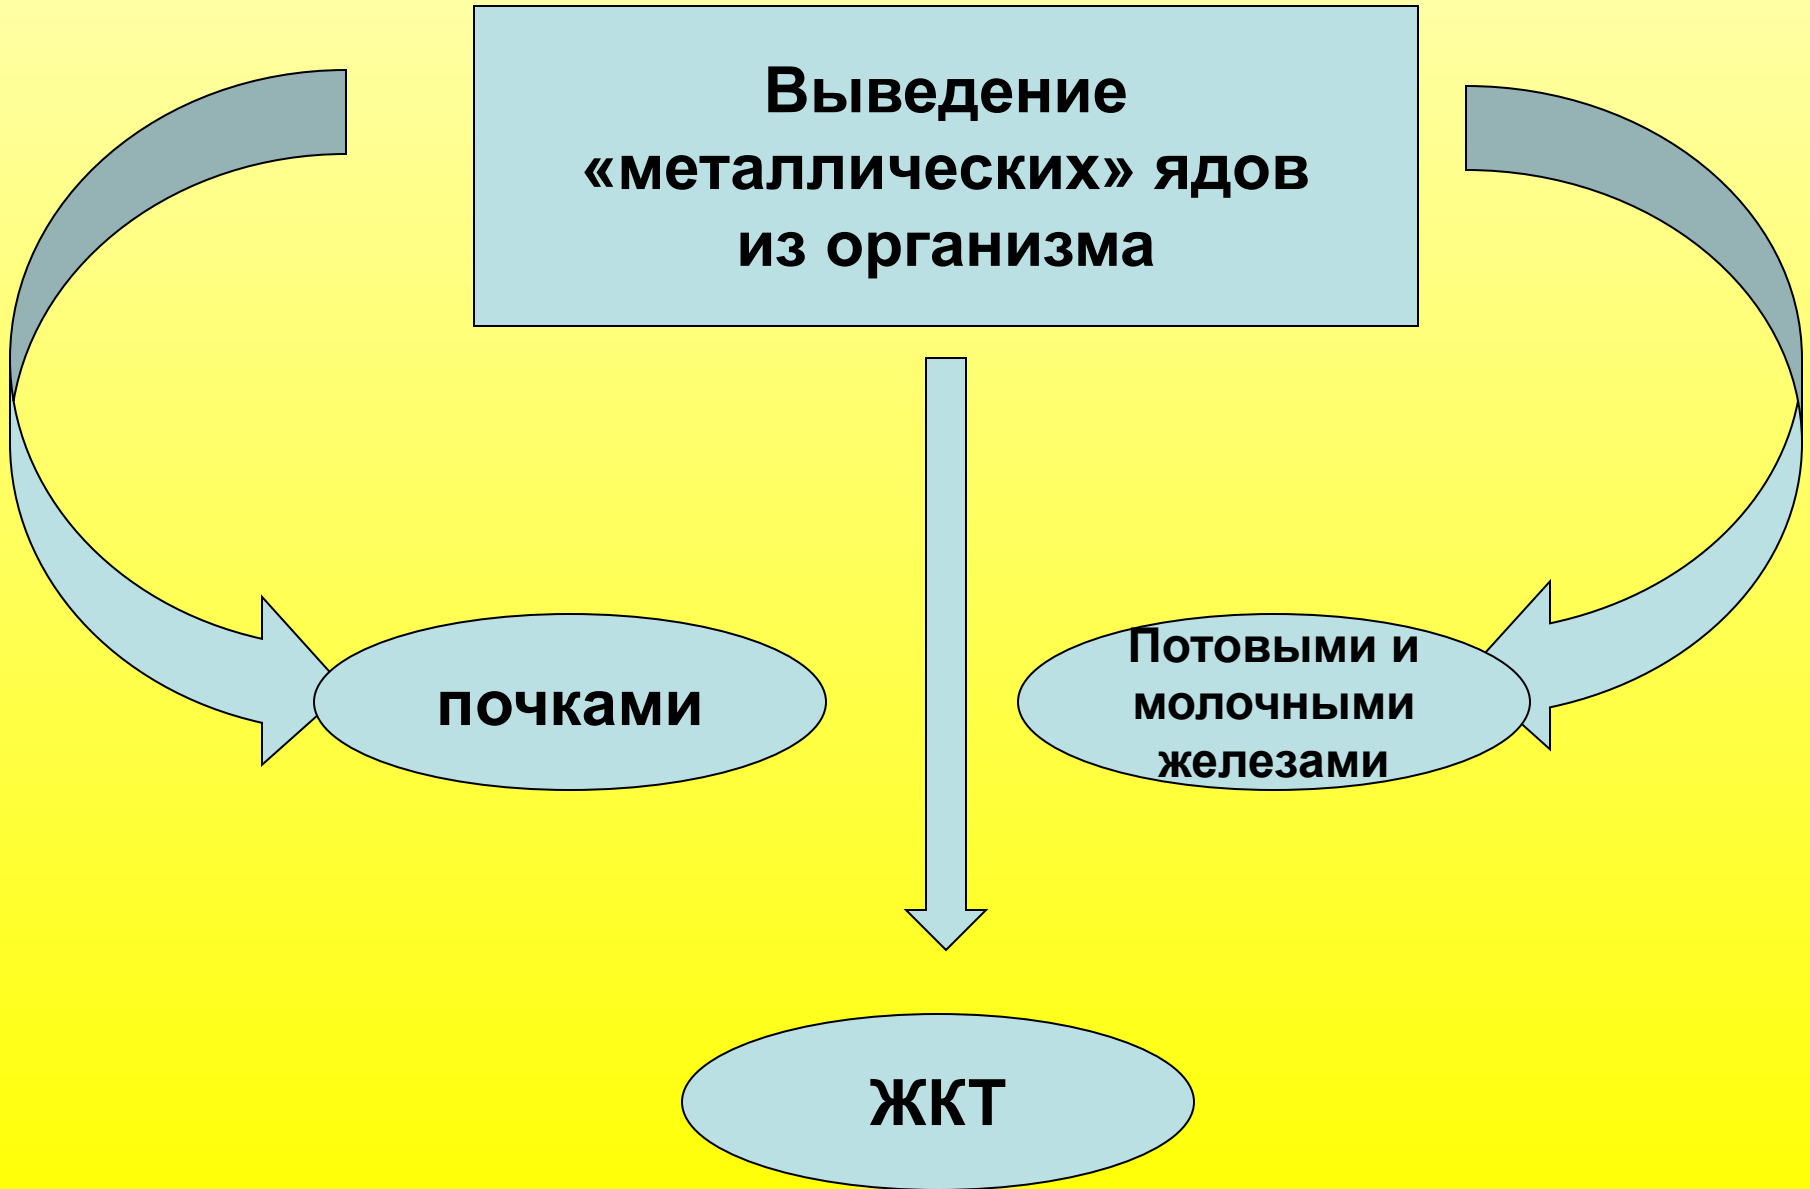 Выведение
«металлических» ядов
из организма
почками
Потовыми и
молочными
железами
ЖКТ